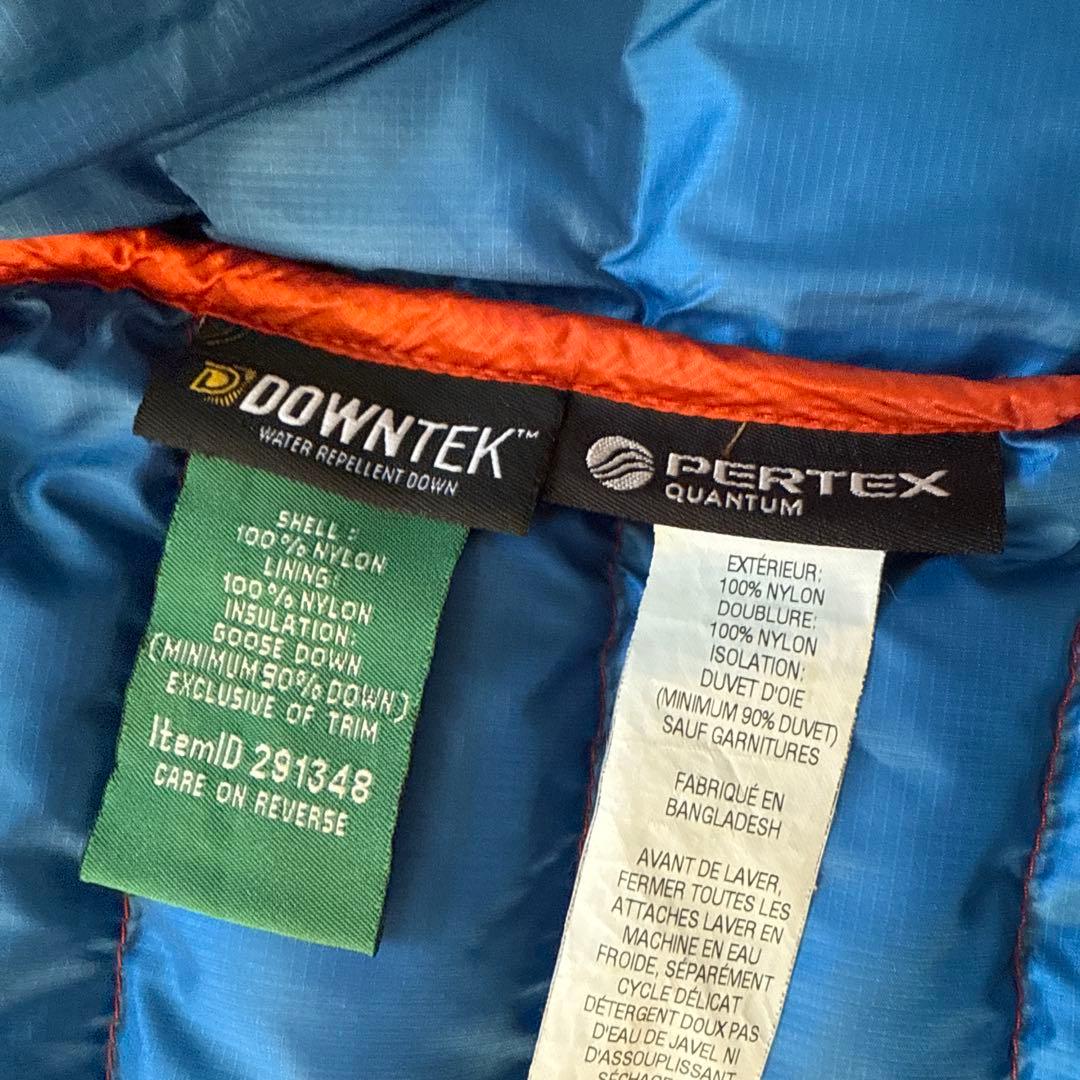 DOWNTEK™
WATER REPELLENT DOWN
PERTEX
QUANTUM
SHELL :
100% NYLON
LINING:
100% NYLON
INSULATION:
GOOSE DOWN
(MINIMUM 90% DOWN)
EXCLUSIVE OF TRIM
ItemID 291348
CARE ON REVERSE
EXTÉRIEUR:
100% NYLON
DOUBLURE:
100% NYLON
ISOLATION:
DUVET D'OIE
(MINIMUM 90% DUVET)
SAUF GARNITURES
FABRIQUÉ EN
BANGLADESH
AVANT DE LAVER,
FERMER TOUTES LES
ATTACHES LAVER EN
MACHINE EN EAU
FROIDE, SÉPARÉMENT
CYCLE DÉLICAT
DÉTERGENT DOUX PAS
D'EAU DE JAVEL NI
D'ASSOUPLISSANT